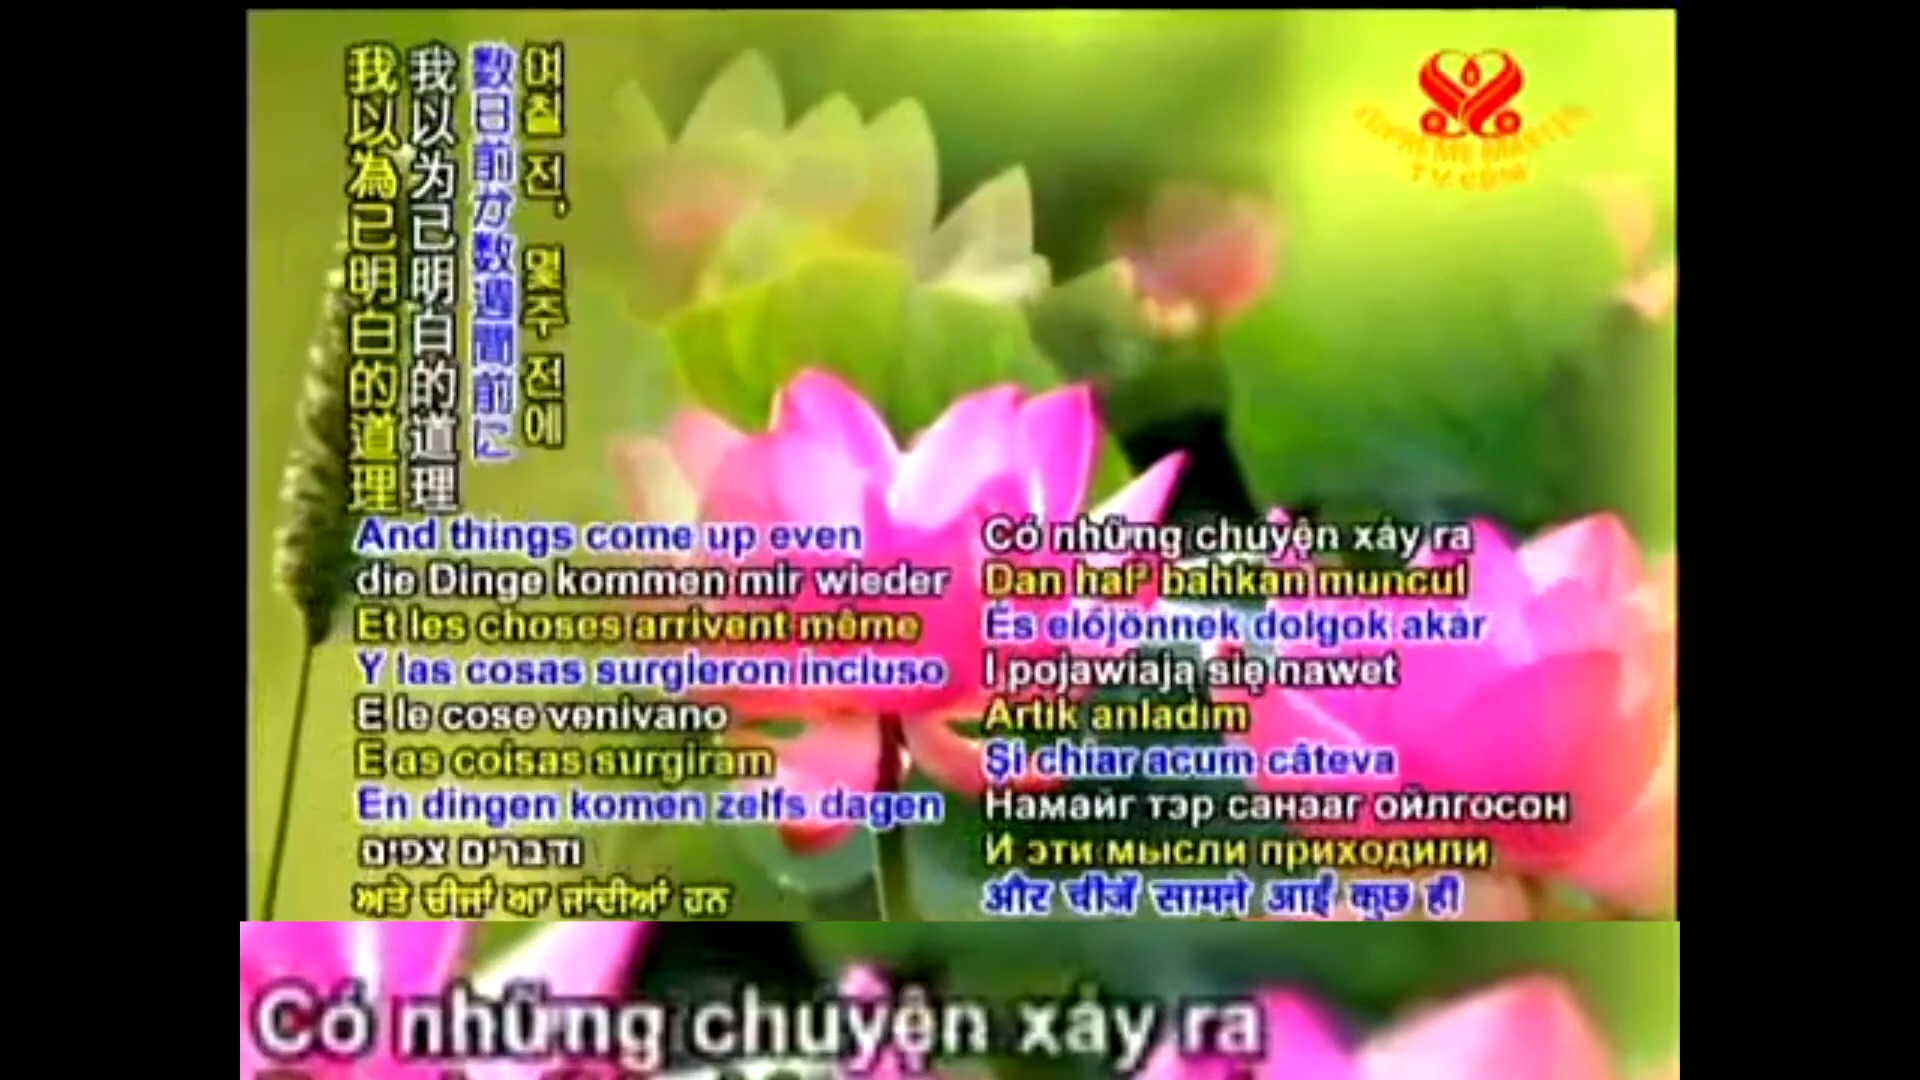 我以為已明白的道理
我以为已明白的道理
数日前か数週間前に
며칠 전, 몇주 전에
SUPREME MASTER
TV.COM
And things come up even
die Dinge kommen mir wieder
Et les choses arrivent même
Y las cosas surgieron incluso
E le cose venivano
E as coisas surgiram
En dingen komen zelfs dagen
ודברים צפים
ਅਤੇ ਚੀਜਾਂ ਆ ਜਾਂਦੀਆਂ ਹਨ
Có những chuyện xảy ra
Dan hal² bahkan muncul
És előjönnek dolgok akár
I pojawiają się nawet
Artık anladım
Şi chiar acum câteva
Намайг тэр санааг ойлгосон
И эти мысли приходили
और चीजें सामने आईं कुछ ही
Có những chuyện xảy ra